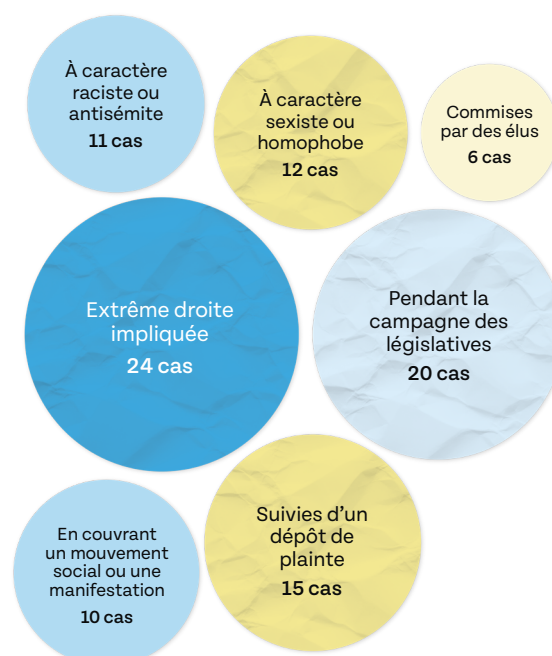 À caractère
raciste ou
antisémite
11 cas
À caractère
sexiste ou
homophobe
12 cas
Commises
par des élus
6 cas
Extrême droite
impliquée
24 cas
Pendant la
campagne des
législatives
20 cas
En couvrant
un mouvement
social ou une
manifestation
10 cas
Suivies d’un
dépôt de
plainte
15 cas